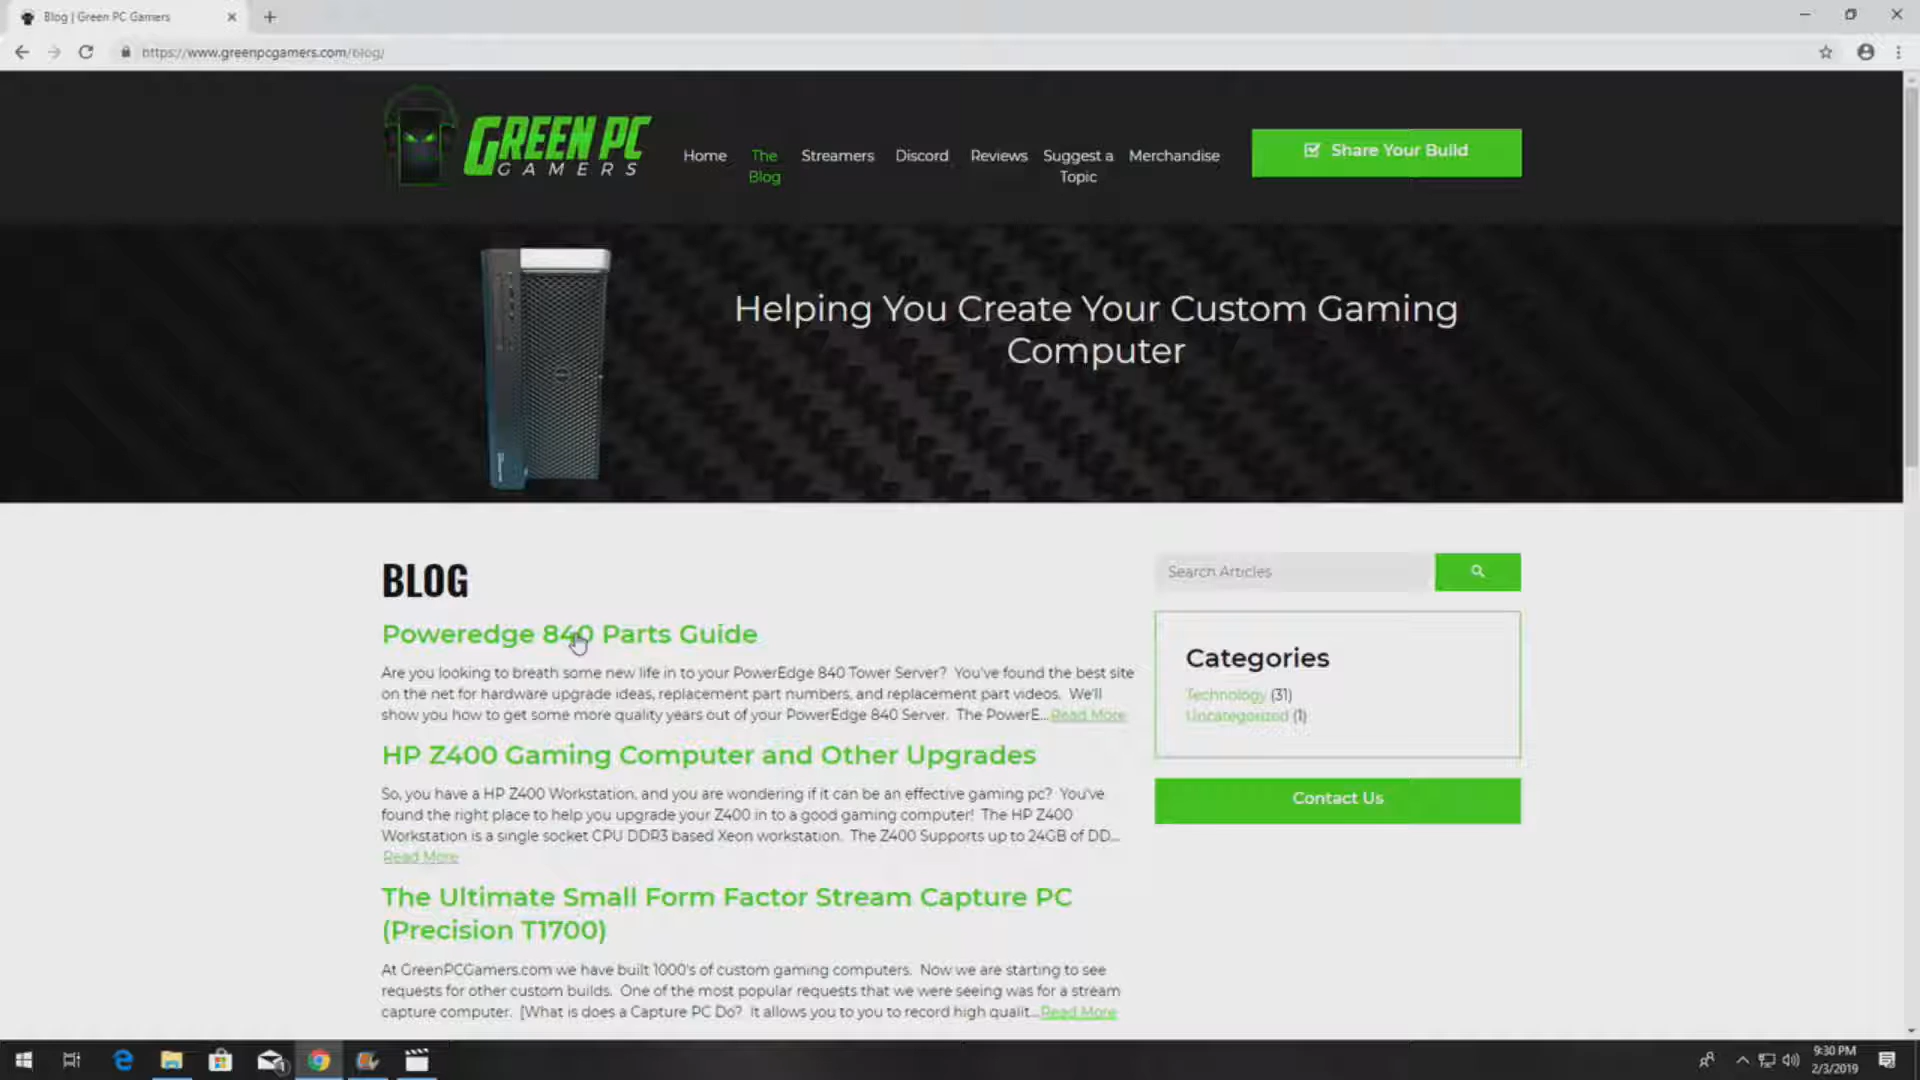 Blog | Green PC Gamers
https://www.greenpcgamers.com/blog/
GREEN PC
GAMERS
Home
The
Blog
Streamers
Discord
Reviews
Suggest a
Topic
Merchandise
Share Your Build
Helping You Create Your Custom Gaming
Computer
BLOG
Search Articles
Poweredge 840 Parts Guide
Are you looking to breath some new life in to your PowerEdge 840 Tower Server? You've found the best site
on the net for hardware upgrade ideas, replacement part numbers, and replacement part videos. We'll
show you how to get some more quality years out of your PowerEdge 840 Server. The PowerE...Read More
HP Z400 Gaming Computer and Other Upgrades
So, you have a HP Z400 Workstation, and you are wondering if it can be an effective gaming pc? You've
found the right place to help you upgrade your Z400 in to a good gaming computer! The HP Z400
Workstation is a single socket CPU DDR3 based Xeon workstation. The Z400 Supports up to 24GB of DD...
Read More
The Ultimate Small Form Factor Stream Capture PC
(Precision T1700)
At GreenPCGamers.com we have built 1000's of custom gaming computers. Now we are starting to see
requests for other custom builds. One of the most popular requests that we were seeing was for a stream
capture computer. [What is does a Capture PC Do? It allows you to you to record high qualit...Read More
Categories
Technology (31)
Uncategorized (1)
Contact Us
9:30 PM
2/3/2019